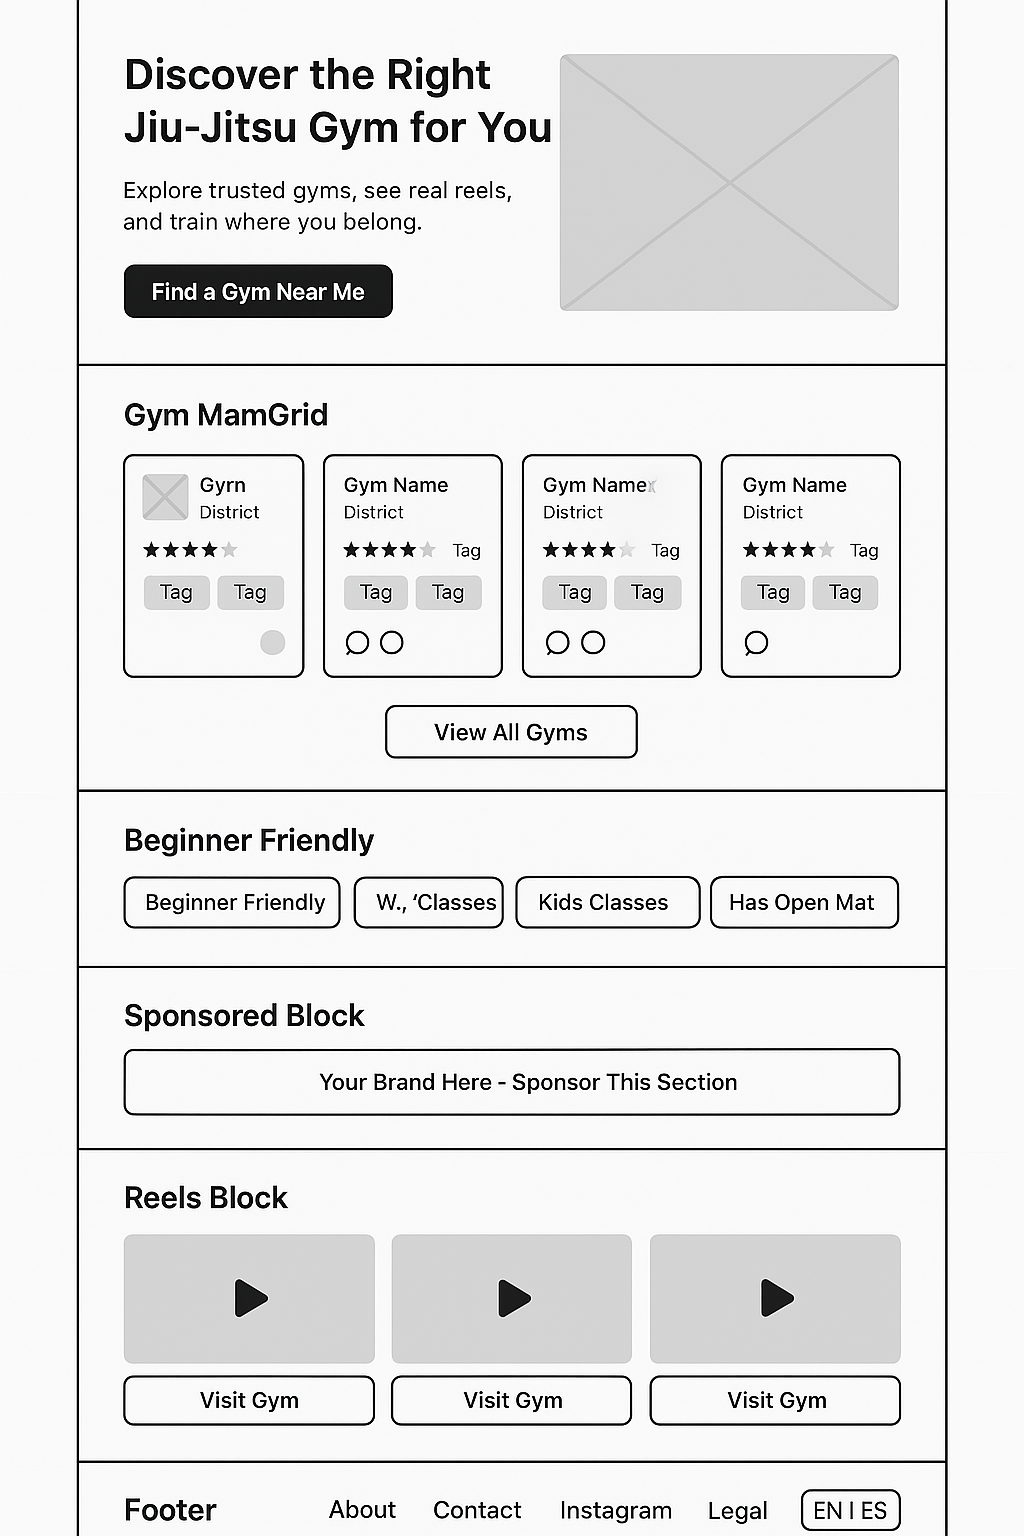 Discover the Right
Jiu-Jitsu Gym for You
Explore trusted gyms, see real reels,
and train where you belong.
Find a Gym Near Me
Gym MamGrid
Gyrn
District
Tag Tag
Gym Name
District
Tag
Tag Tag
Gym Name
District
Tag
Tag Tag
Gym Name
District
Tag
Tag Tag
View All Gyms
Beginner Friendly
Beginner Friendly
W., ‘Classes
Kids Classes
Has Open Mat
Sponsored Block
Your Brand Here - Sponsor This Section
Reels Block
Visit Gym
Visit Gym
Visit Gym
Footer About Contact Instagram Legal EN | ES